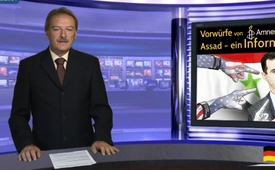 Vorwürfe von Amnes
Assad - ein Inform